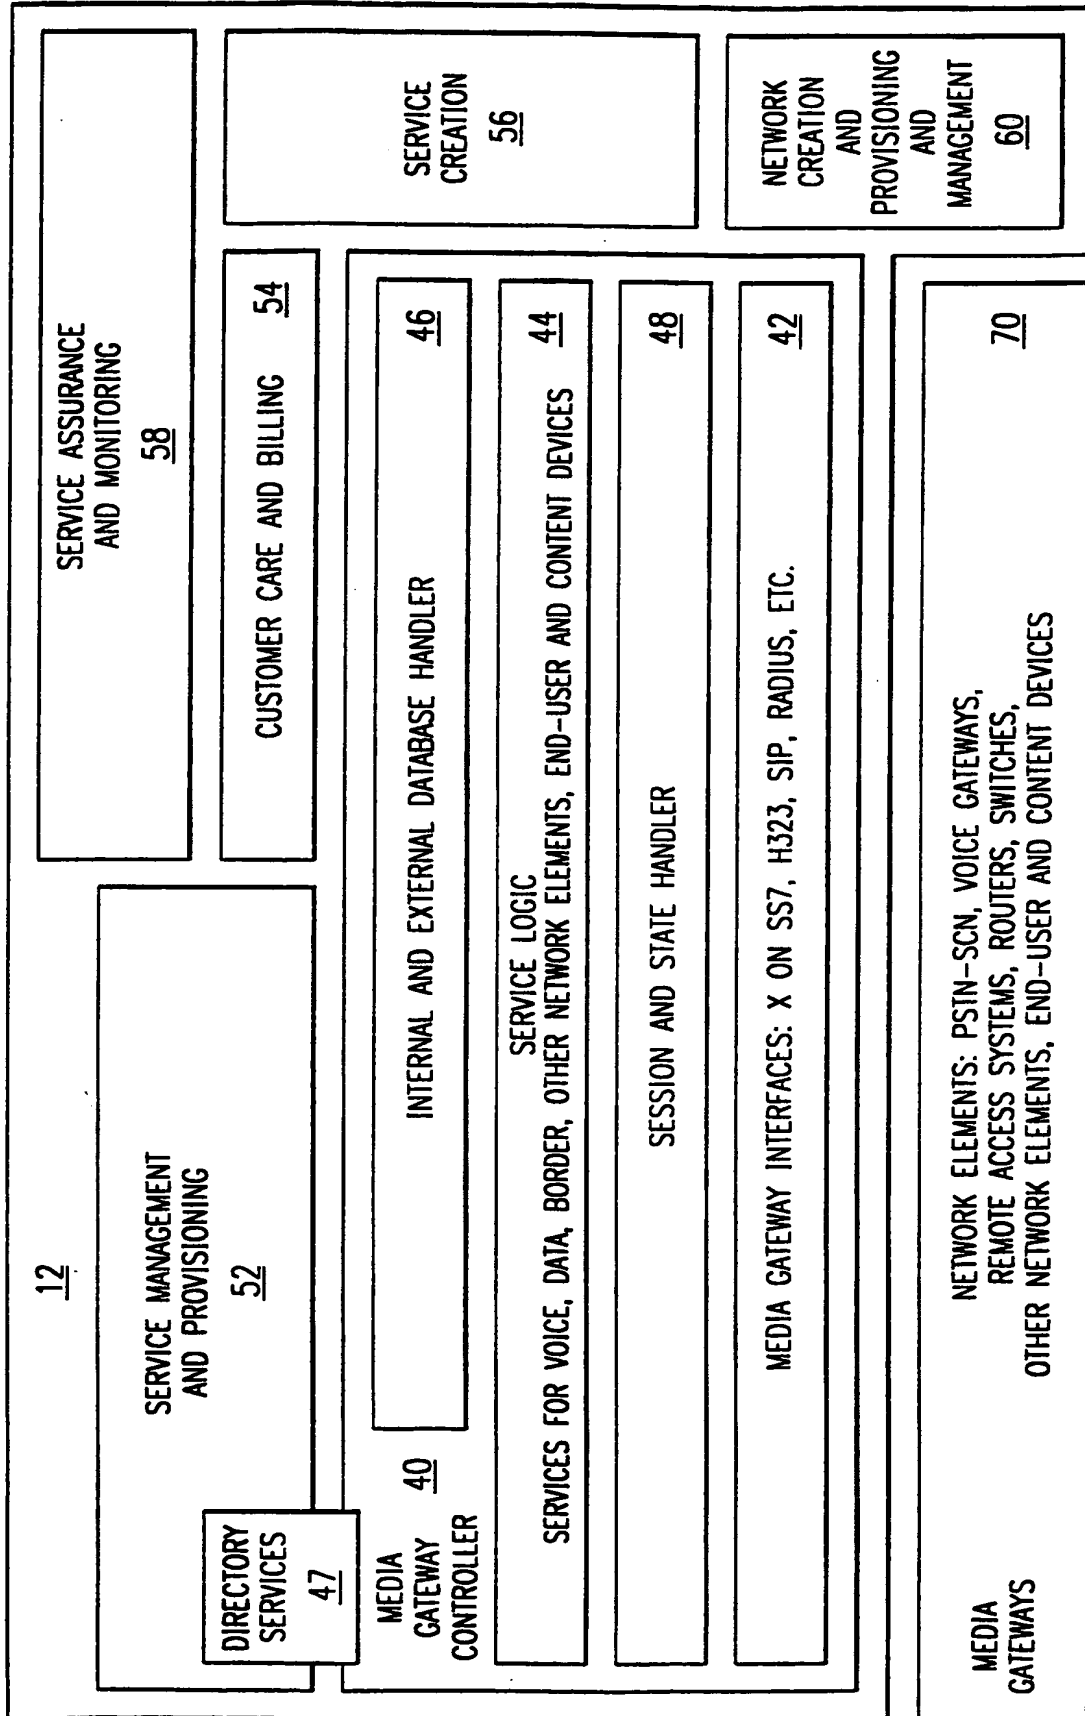 12
SERVICE MANAGEMENT
AND PROVISIONING
52
SERVICE ASSURANCE
AND MONITORING
58
DIRECTORY
SERVICES
47
CUSTOMER CARE AND BILLING 54
SERVICE
CREATION
56
MEDIA
GATEWAY
CONTROLLER
40
INTERNAL AND EXTERNAL DATABASE HANDLER 46
SERVICE LOGIC
SERVICES FOR VOICE, DATA, BORDER, OTHER NETWORK ELEMENTS, END-USER AND CONTENT DEVICES
44
SESSION AND STATE HANDLER 48
MEDIA GATEWAY INTERFACES: X ON SS7, H323, SIP, RADIUS, ETC. 42
NETWORK
CREATION
AND
PROVISIONING
AND
MANAGEMENT
60
MEDIA
GATEWAYS
NETWORK ELEMENTS: PSTN-SCN, VOICE GATEWAYS,
REMOTE ACCESS SYSTEMS, ROUTERS, SWITCHES,
OTHER NETWORK ELEMENTS, END-USER AND CONTENT DEVICES
70